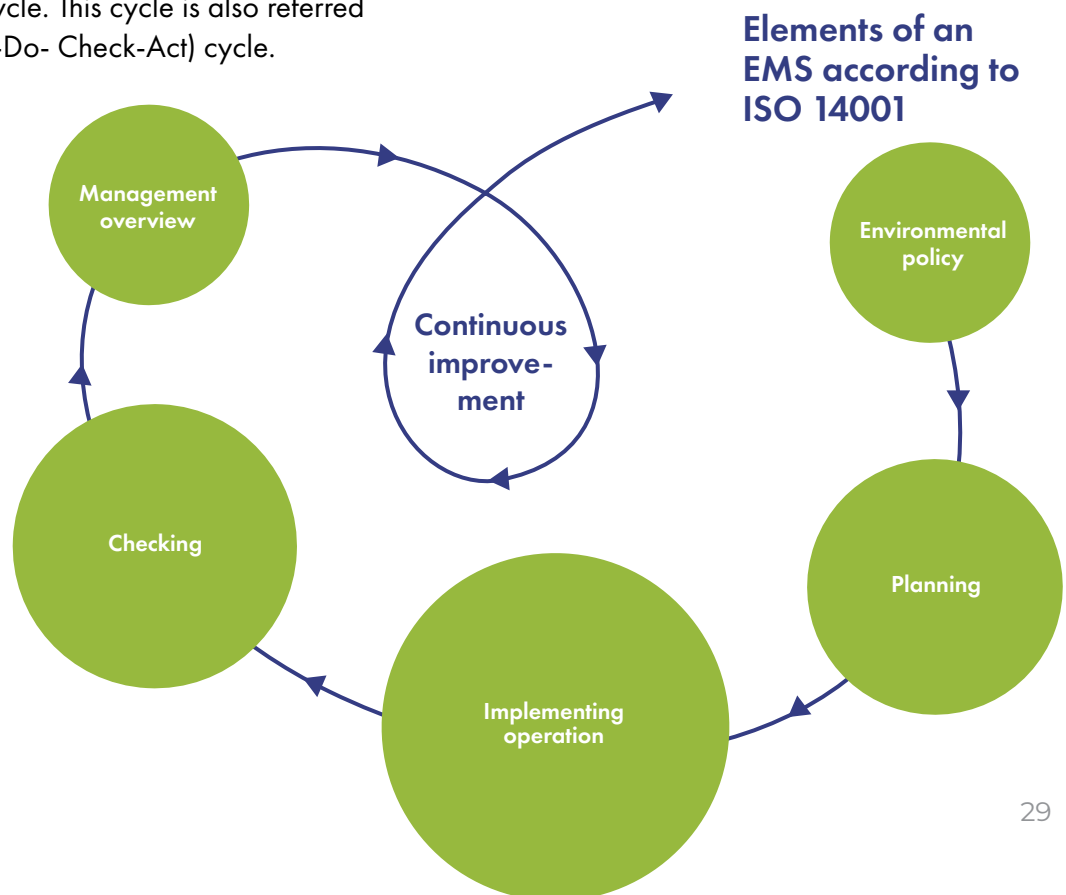 ycle. This cycle is also referred
-Do- Check-Act) cycle.
Elements of an
EMS according to
ISO 14001
Management
overview
Environmental
policy
Continuous
improve-
ment
Checking
Planning
Implementing
operation
29